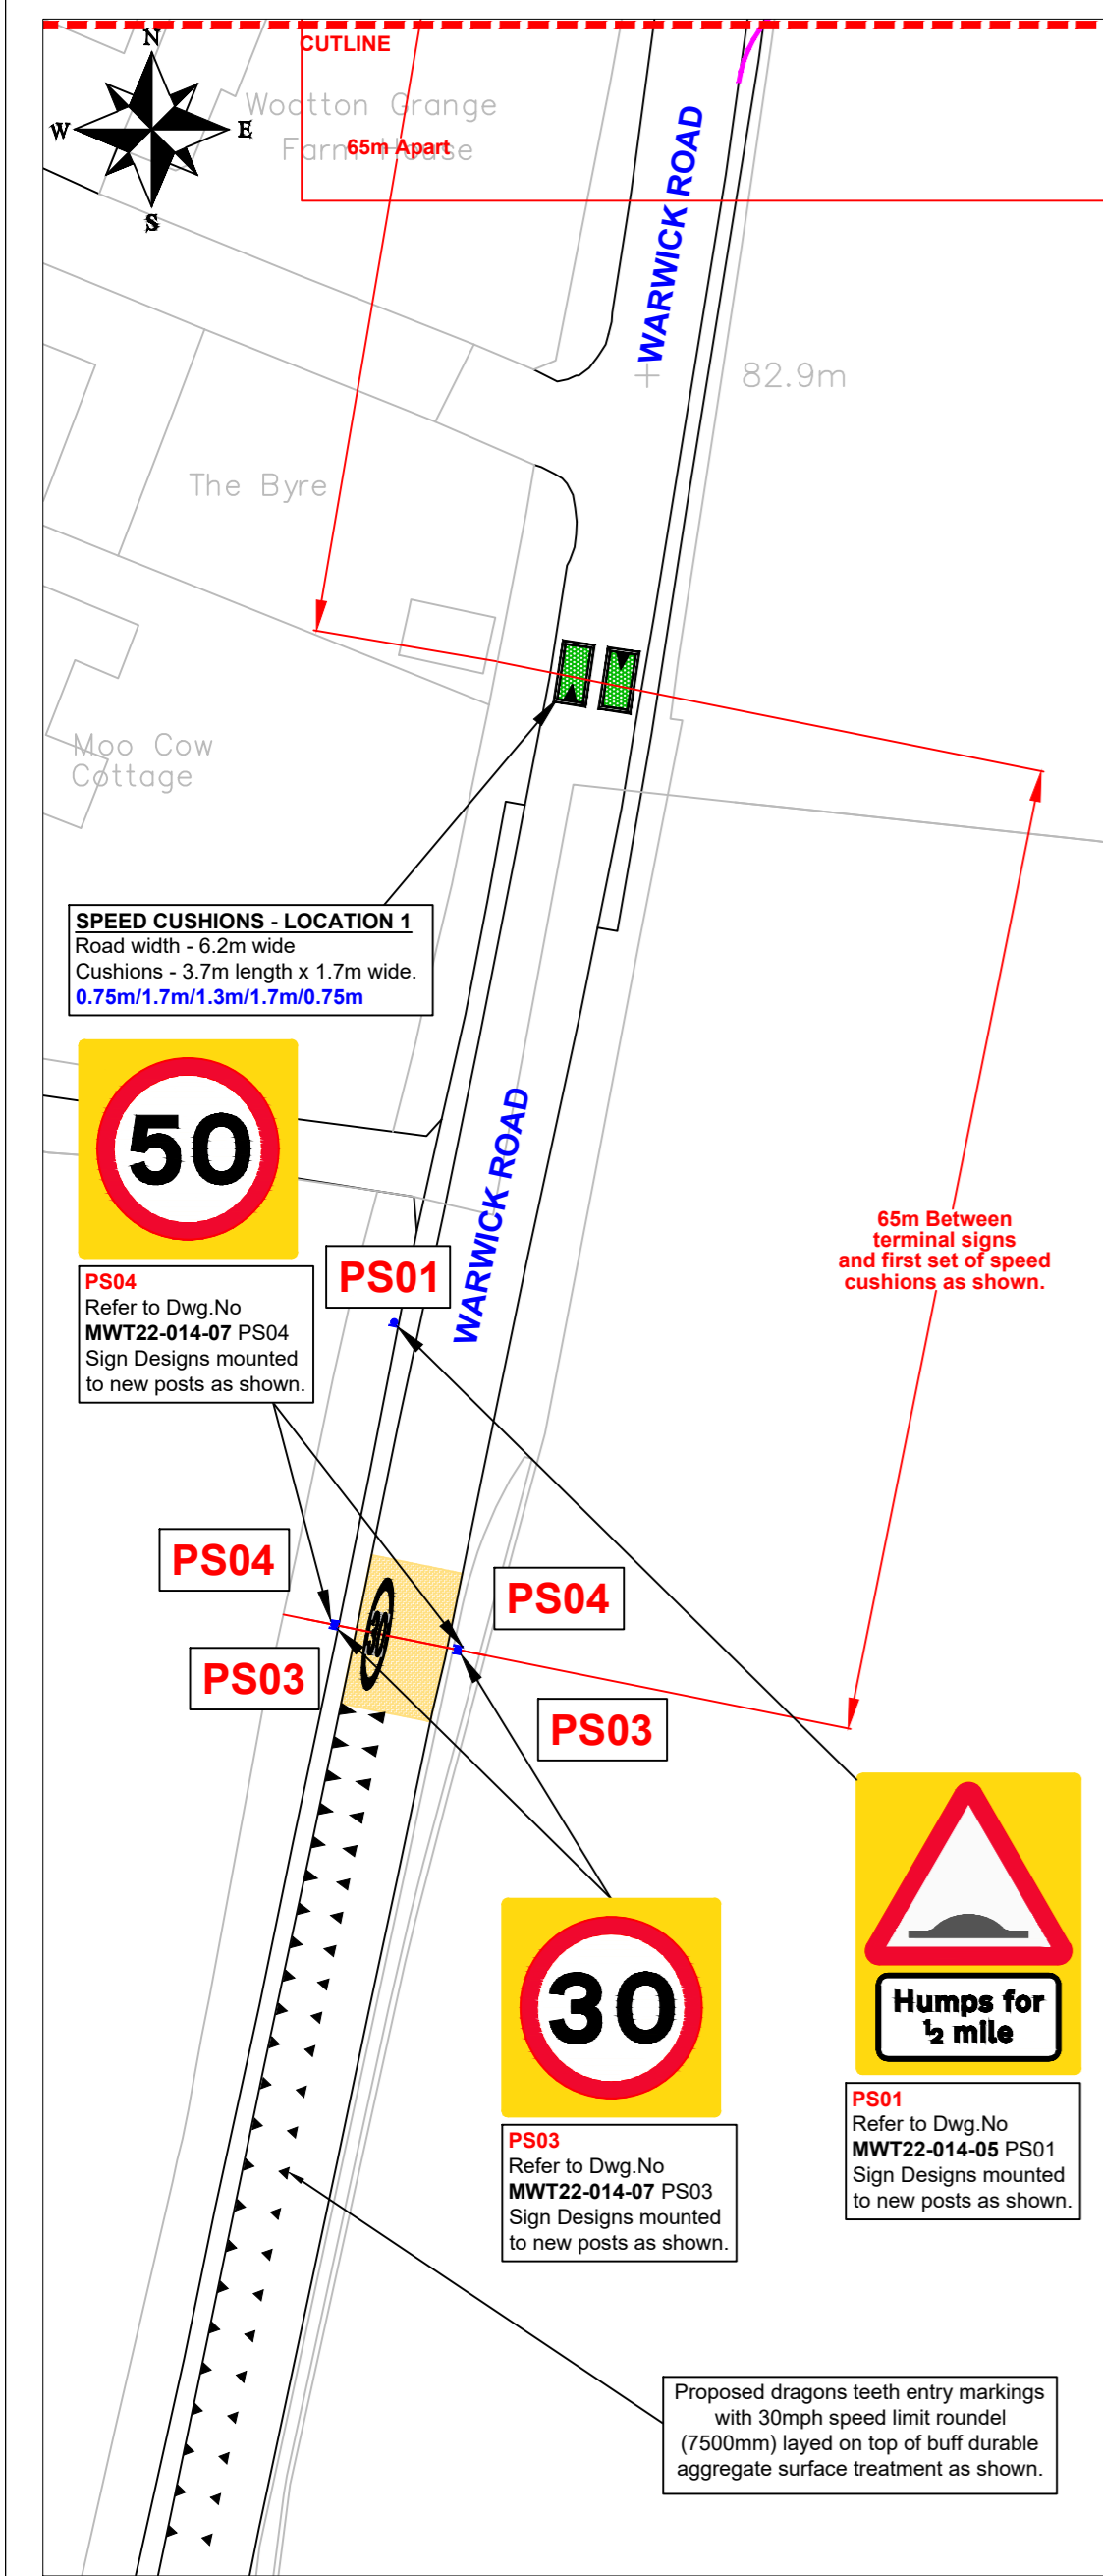 CUTLINE
N
W
E
S
Wootton Grange
Farm House
65m Apart
WARWICK ROAD
82.9m
The Byre
Moo Cow
Cottage
SPEED CUSHIONS - LOCATION 1
Road width - 6.2m wide
Cushions - 3.7m length x 1.7m wide.
0.75m/1.7m/1.3m/1.7m/0.75m
50
PS04
Refer to Dwg.No
MWT22-014-07 PS04
Sign Designs mounted
to new posts as shown.
PS01
WARWICK ROAD
65m Between
terminal signs
and first set of speed
cushions as shown.
PS04
PS04
30
PS03
PS03
30
PS03
Refer to Dwg.No
MWT22-014-07 PS03
Sign Designs mounted
to new posts as shown.
Humps for
½ mile
PS01
Refer to Dwg.No
MWT22-014-05 PS01
Sign Designs mounted
to new posts as shown.
Proposed dragons teeth entry markings
with 30mph speed limit roundel
(7500mm) layed on top of buff durable
aggregate surface treatment as shown.